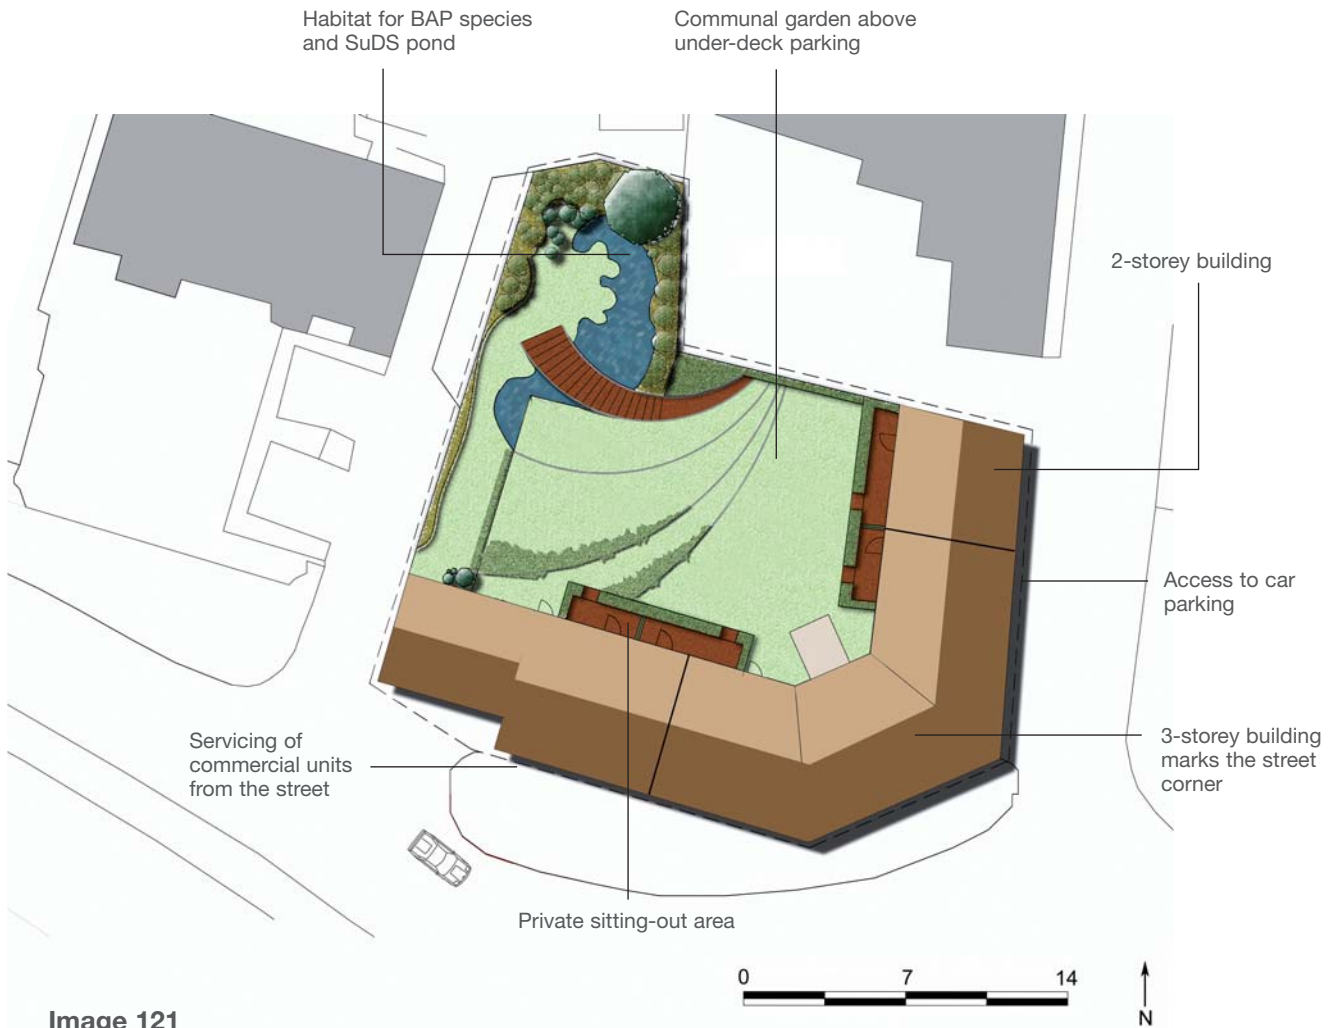 Habitat for BAP species
and SuDS pond
Communal garden above
under-deck parking
2-storey building
Access to car
parking
3-storey building
marks the street
corner
Servicing of
commercial units
from the street
Private sitting-out area
0 7 14
N
Image 121